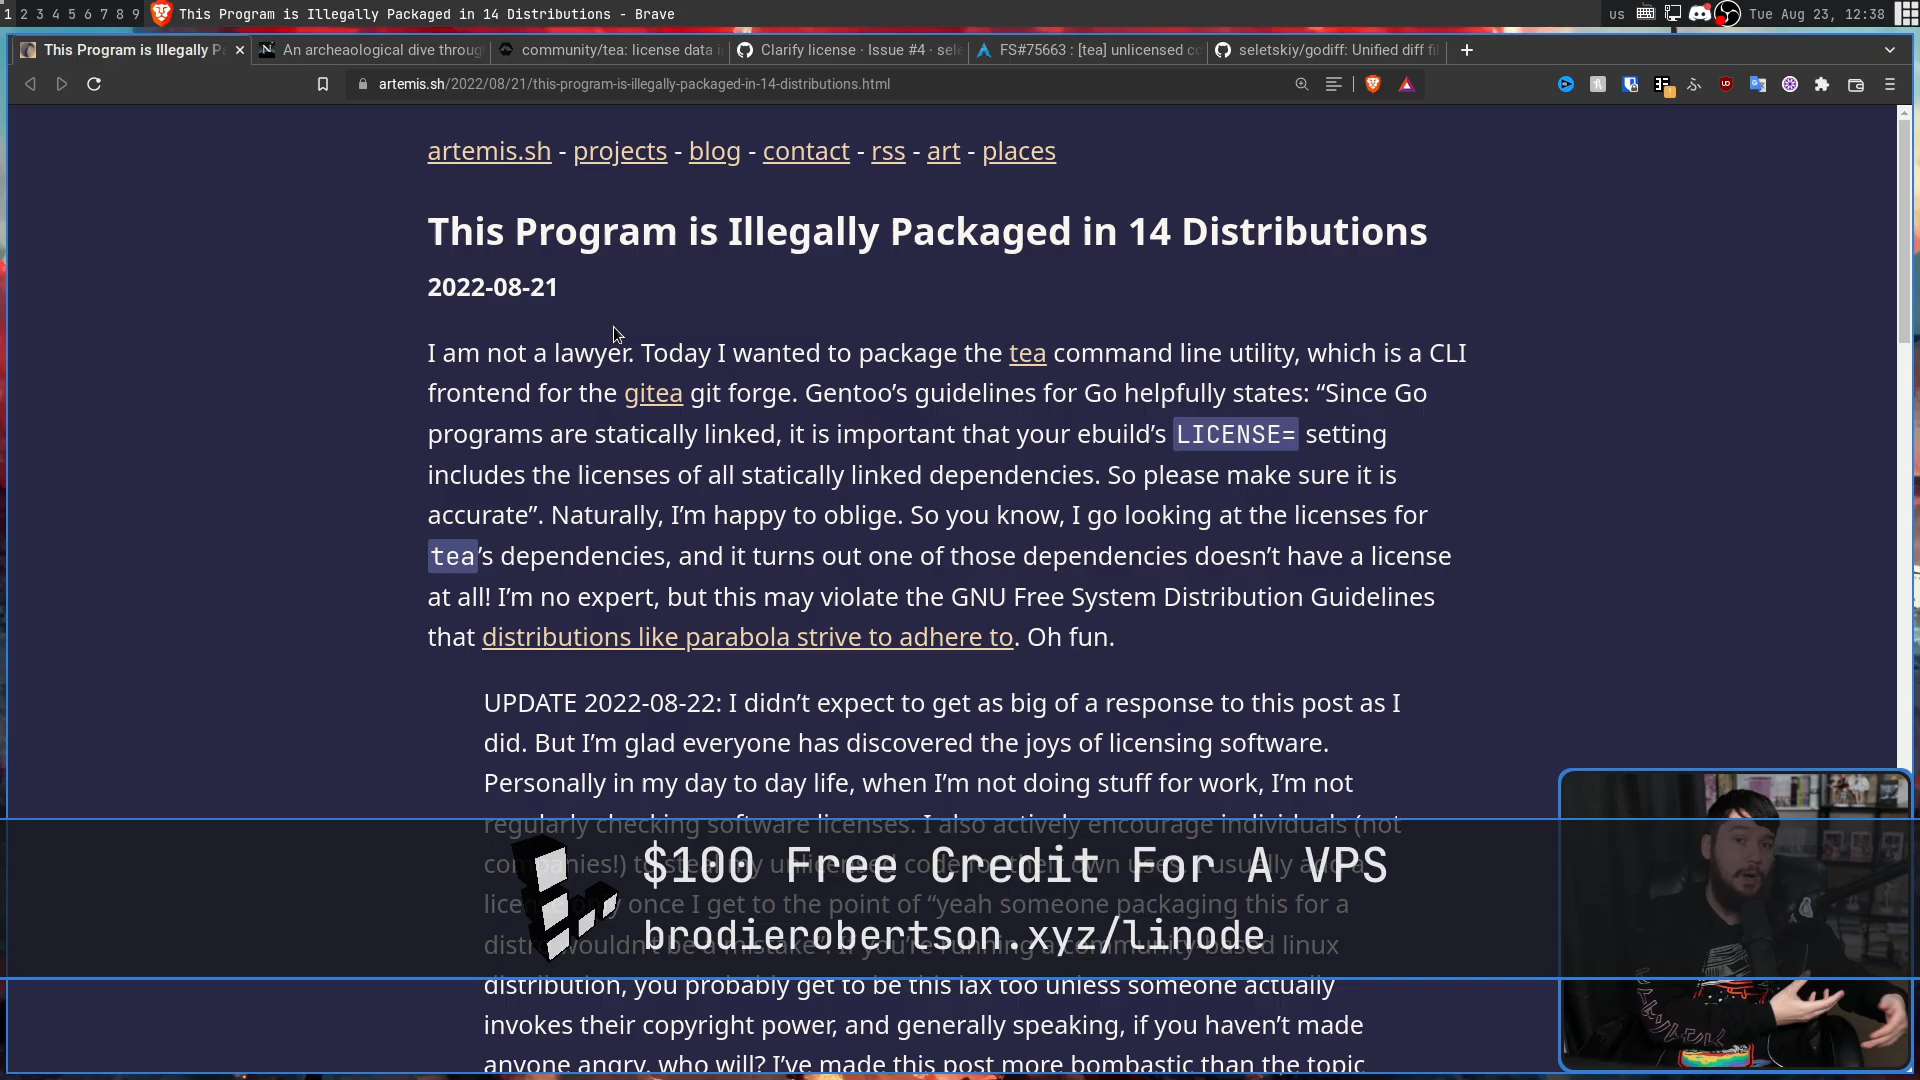 1 2 3 4 5 6 7 8 9 This Program is Illegally Packaged in 14 Distributions - Brave us Tue Aug 23, 12:38
This Program is Illegally P An archeaological dive throug community/tea: license data i Clarify license · Issue #4 · sele FS#75663 : [tea] unlicensed co seletskiy/godiff: Unified diff fi
artemis.sh/2022/08/21/this-program-is-illegally-packaged-in-14-distributions.html
artemis.sh - projects - blog - contact - rss - art - places
This Program is Illegally Packaged in 14 Distributions
2022-08-21
I am not a lawyer. Today I wanted to package the tea command line utility, which is a CLI
frontend for the gitea git forge. Gentoo’s guidelines for Go helpfully states: “Since Go
programs are statically linked, it is important that your ebuild’s LICENSE= setting
includes the licenses of all statically linked dependencies. So please make sure it is
accurate”. Naturally, I’m happy to oblige. So you know, I go looking at the licenses for
tea’s dependencies, and it turns out one of those dependencies doesn’t have a license
at all! I’m no expert, but this may violate the GNU Free System Distribution Guidelines
that distributions like parabola strive to adhere to. Oh fun.
UPDATE 2022-08-22: I didn’t expect to get as big of a response to this post as I
did. But I’m glad everyone has discovered the joys of licensing software.
Personally in my day to day life, when I’m not doing stuff for work, I’m not
regularly checking software licenses. I also actively encourage individuals (not
$100 Free Credit For A VPS
once I get to the point of “yeah someone packaging this for a
brodierobertson.xyz/linode
distribution, you probably get to be this lax too unless someone actually
invokes their copyright power, and generally speaking, if you haven’t made
anyone angry, who will? I’ve made this post more bombastic than the topic